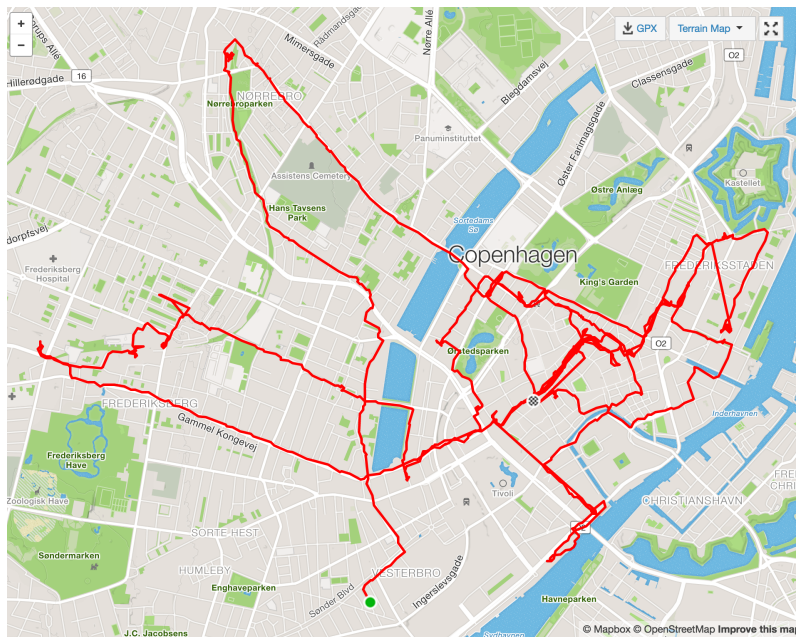 +
−
GPX
Terrain Map
Rådmandsgade
Mimersgade
Nørre Allé
O2
Hillerødgade
16
Classensgade
Blegdamsvej
NØRREBRO
Nørrebroparken
Øster Farimagsgade
Panuminstituttet
Assistens Cemetery
Kastellet
Østre Anlæg
Hans Tavsens
Park
Sortedams
Sø
Copenhagen
FREDERIKSSTADEN
Frederiksberg
Hospital
King's Garden
Ørstedsparken
O2
FREDERIKSBERG
Gammel Kongevej
Inderhavnen
Frederiksberg
Have
Tivoli
CHRISTIANSHAVN
Zoologisk Have
SORTE HEST
Søndermarken
HUMLEBY
VESTERBRO
Enghaveparken
Sønder Blvd
Ingerslevsgade
Havneparken
J.C. Jacobsens
Sydhavnen
© Mapbox © OpenStreetMap Improve this map